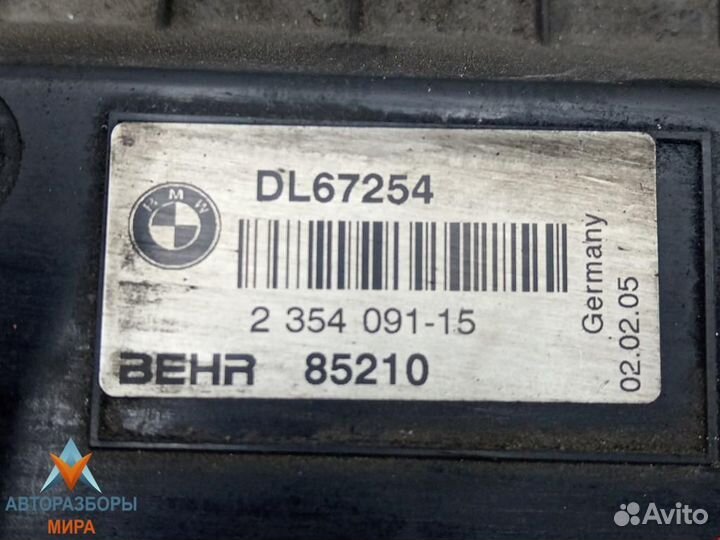 DL67254
BMW
2 354 091-15
BEHR 85210
Germany
02.02.05
АВТОРАЗБОРЫ
МИРА
Avito